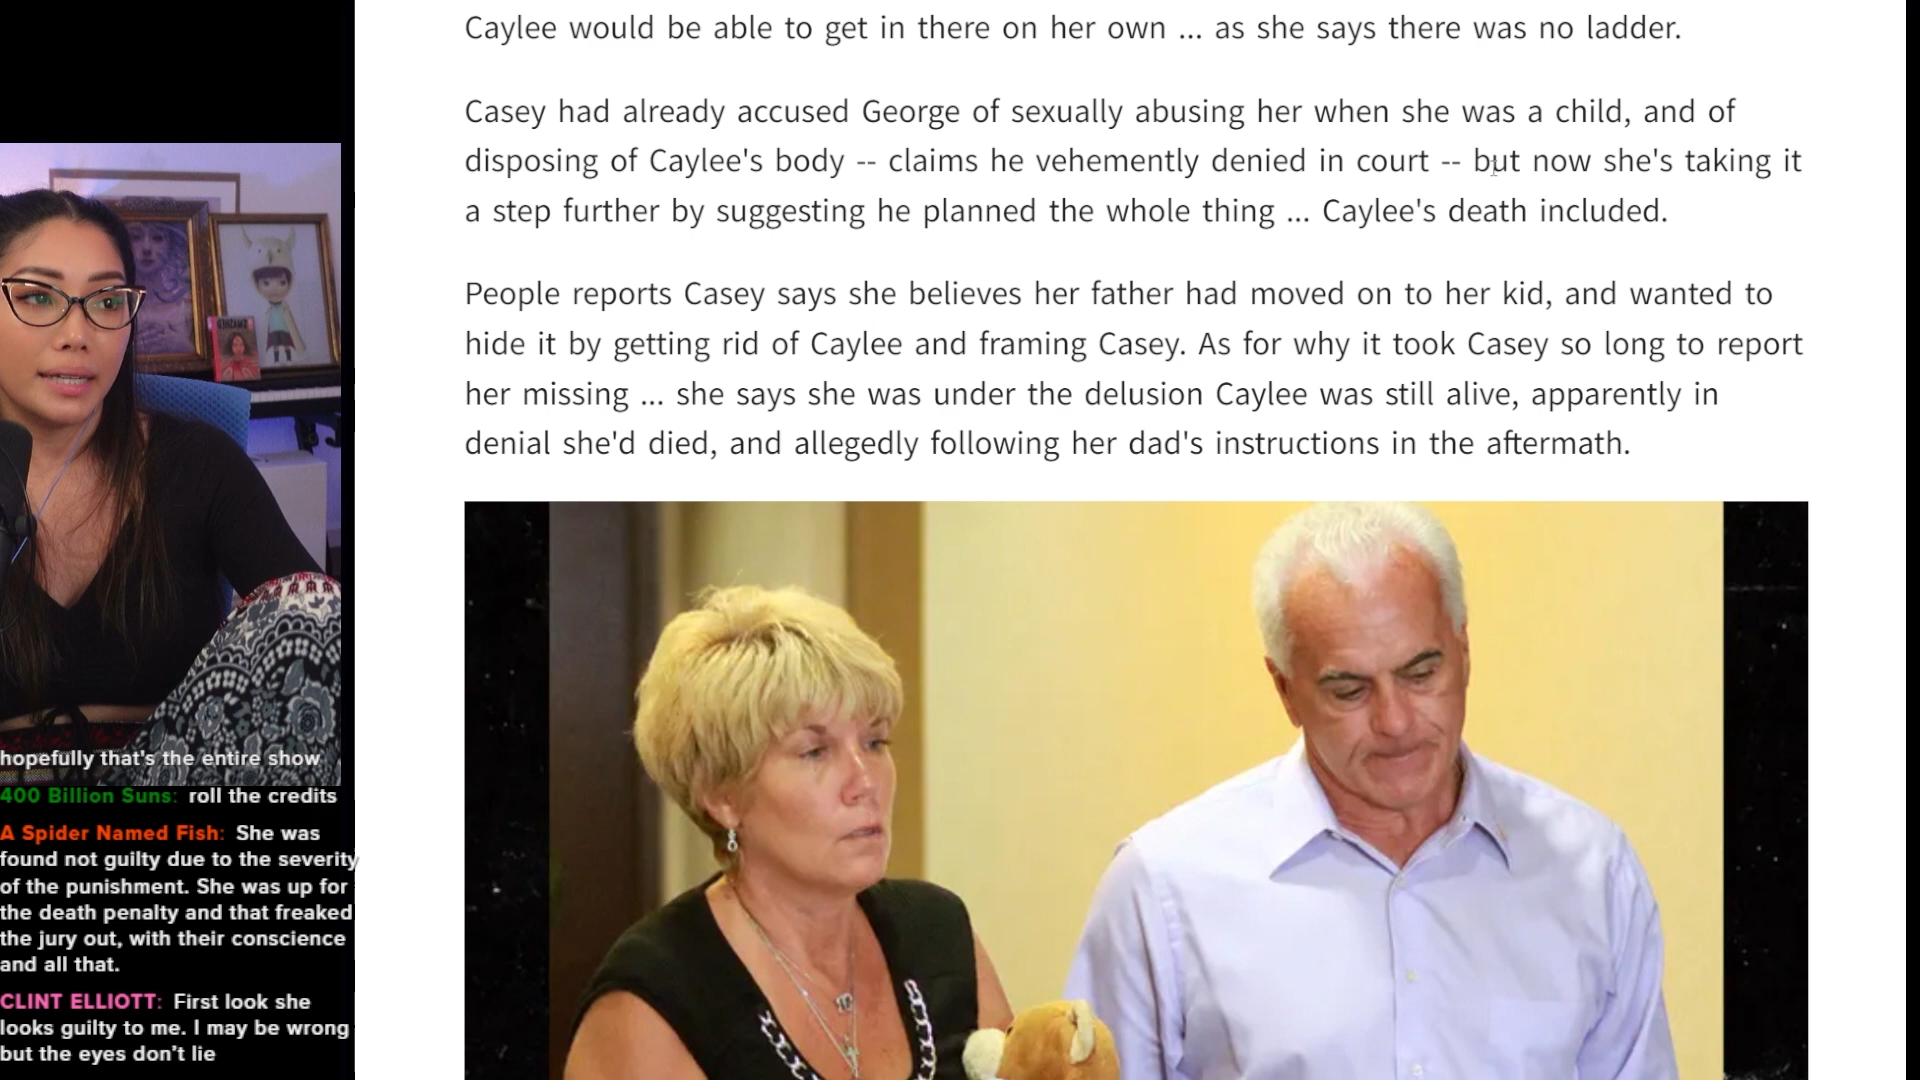 Caylee would be able to get in there on her own ... as she says there was no ladder.
Casey had already accused George of sexually abusing her when she was a child, and of
disposing of Caylee's body -- claims he vehemently denied in court -- but now she's taking it
a step further by suggesting he planned the whole thing ... Caylee's death included.
People reports Casey says she believes her father had moved on to her kid, and wanted to
hide it by getting rid of Caylee and framing Casey. As for why it took Casey so long to report
her missing ... she says she was under the delusion Caylee was still alive, apparently in
denial she'd died, and allegedly following her dad's instructions in the aftermath.
hopefully that's the entire show
400 Billion Suns: roll the credits
A Spider Named Fish: She was
found not guilty due to the severity
of the punishment. She was up for
the death penalty and that freaked
the jury out, with their conscience
and all that.
CLINT ELLIOTT: First look she
looks guilty to me. I may be wrong
but the eyes don't lie